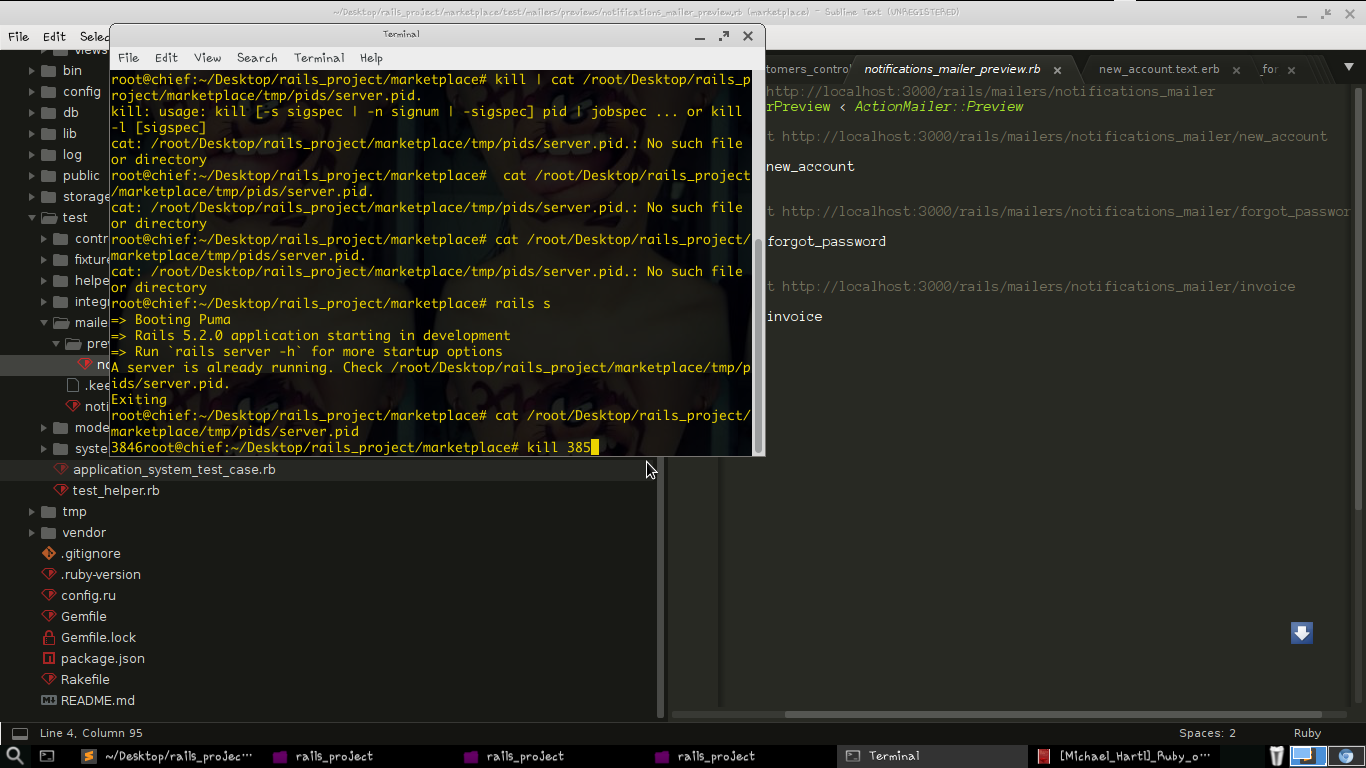 ~/Desktop/rails_project/marketplace/test/mailers/previews/notifications_mailer_preview.rb (marketplace) - Sublime Text (UNREGISTERED)
File Edit Selec
Terminal
File Edit View Search Terminal Help
root@chief:~/Desktop/rails_project/marketplace# kill | cat /root/Desktop/rails_p
roject/marketplace/tmp/pids/server.pid.
kill: usage: kill [-s sigspec | -n signum | -sigspec] pid | jobspec ... or kill
-l [sigspec]
cat: /root/Desktop/rails_project/marketplace/tmp/pids/server.pid.: No such file
or directory
root@chief:~/Desktop/rails_project/marketplace#  cat /root/Desktop/rails_project
/marketplace/tmp/pids/server.pid.
cat: /root/Desktop/rails_project/marketplace/tmp/pids/server.pid.: No such file
or directory
root@chief:~/Desktop/rails_project/marketplace# cat /root/Desktop/rails_project/
marketplace/tmp/pids/server.pid.
cat: /root/Desktop/rails_project/marketplace/tmp/pids/server.pid.: No such file
or directory
root@chief:~/Desktop/rails_project/marketplace# rails s
=> Booting Puma
=> Rails 5.2.0 application starting in development
=> Run `rails server -h` for more startup options
A server is already running. Check /root/Desktop/rails_project/marketplace/tmp/p
ids/server.pid.
Exiting
root@chief:~/Desktop/rails_project/marketplace# cat /root/Desktop/rails_project/
marketplace/tmp/pids/server.pid
3846root@chief:~/Desktop/rails_project/marketplace# kill 385
views
bin
config
db
lib
log
public
storage
test
contr
fixture
helpe
integr
maile
prev
no
.kee
noti
mode
syste
application_system_test_case.rb
test_helper.rb
tmp
vendor
.gitignore
.ruby-version
config.ru
Gemfile
Gemfile.lock
package.json
Rakefile
README.md
tomers_control
notifications_mailer_preview.rb
new_account.text.erb
_for
http://localhost:3000/rails/mailers/notifications_mailer
rPreview < ActionMailer::Preview
t http://localhost:3000/rails/mailers/notifications_mailer/new_account
new_account
t http://localhost:3000/rails/mailers/notifications_mailer/forgot_passwor
forgot_password
t http://localhost:3000/rails/mailers/notifications_mailer/invoice
invoice
Line 4, Column 95
Spaces: 2
Ruby
~/Desktop/rails_projec...
rails_project
rails_project
rails_project
Terminal
[Michael_Hartl]_Ruby_o...